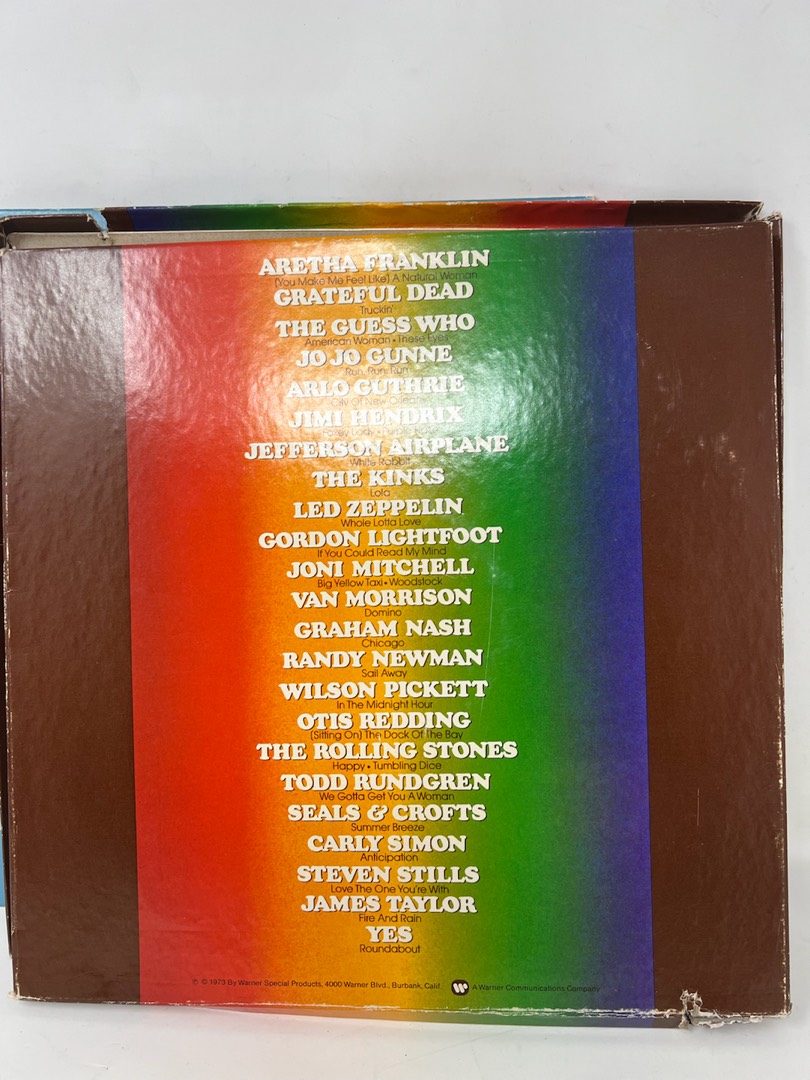 ARETHA FRANKLIN
(You Make Me Feel Like) A Natural Woman
GRATEFUL DEAD
Truckin'
THE GUESS WHO
American Woman • These Eyes
JO JO GUNNE
Run, Run, Run
ARLO GUTHRIE
City Of New Orleans
JIMI HENDRIX
JEFFERSON AIRPLANE
White Rabbit
THE KINKS
Lola
LED ZEPPELIN
Whole Lotta Love
GORDON LIGHTFOOT
If You Could Read My Mind
JONI MITCHELL
Big Yellow Taxi • Woodstock
VAN MORRISON
Domino
GRAHAM NASH
Chicago
RANDY NEWMAN
Sail Away
WILSON PICKETT
In The Midnight Hour
OTIS REDDING
(Sitting On) The Dock Of The Bay
THE ROLLING STONES
Happy • Tumbling Dice
TODD RUNDGREN
We Gotta Get You A Woman
SEALS & CROFTS
Summer Breeze
CARLY SIMON
Anticipation
STEVEN STILLS
Love The One You're With
JAMES TAYLOR
Fire And Rain
YES
Roundabout
℗ © 1973 By Warner Special Products, 4000 Warner Blvd., Burbank, Calif. W A Warner Communications Company